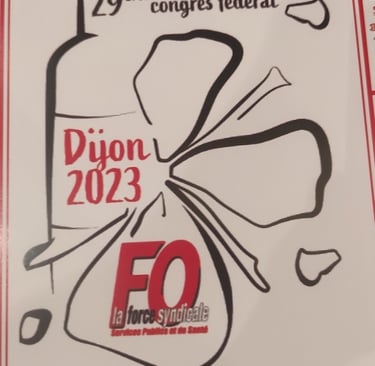 congrès fédéral
Dijon
2023
FO
la force syndicale
Services Publics et de Santé